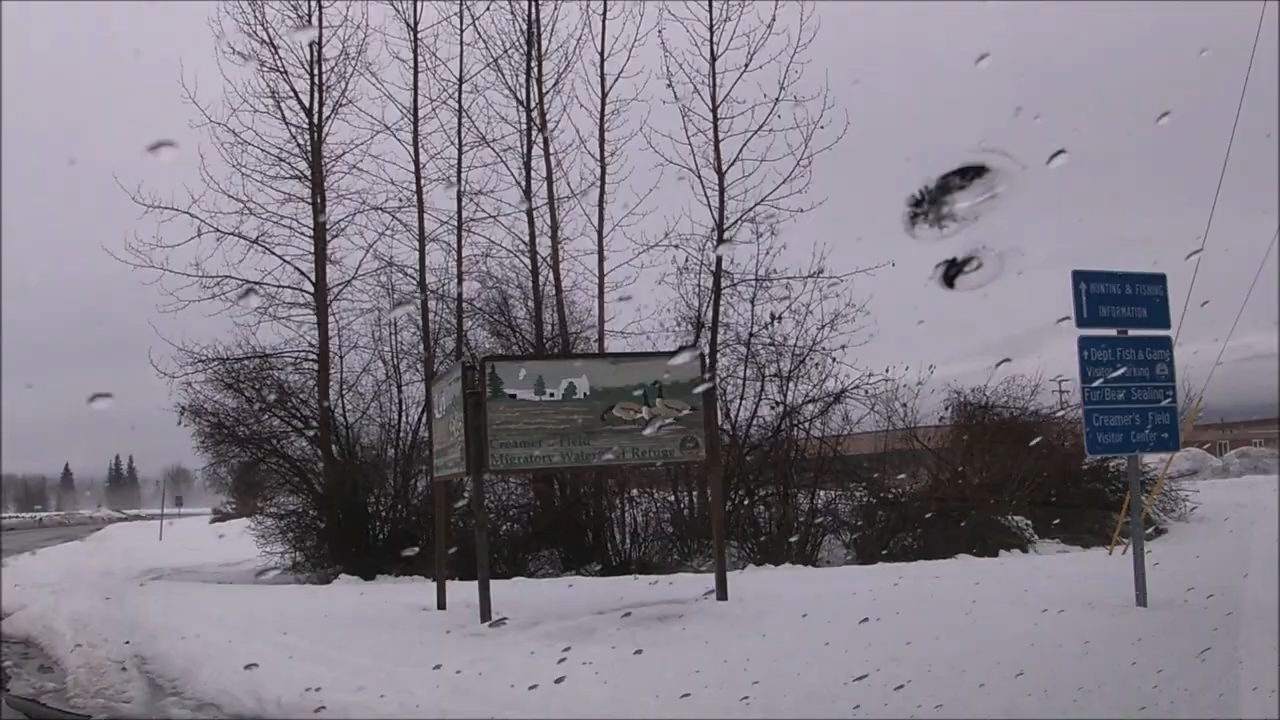 Creamer's Field
Migratory Waterfowl Refuge
HUNTING & FISHING
INFORMATION
Dept. Fish & Game
Visitor Parking
Fur/Bear Sealing →
Creamer's Field
Visitor Center →